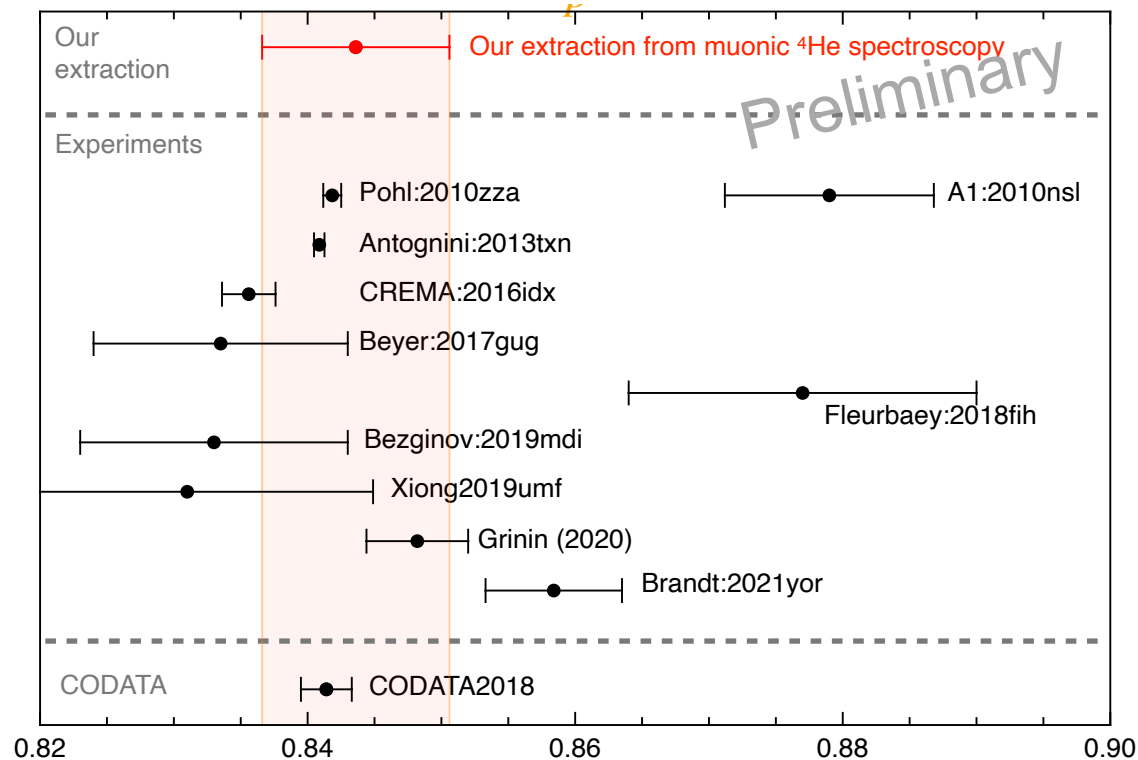 Our
extraction
Our extraction from muonic ⁴He spectroscopy
Preliminary
Experiments
Pohl:2010zza
A1:2010nsl
Antognini:2013txn
CREMA:2016idx
Beyer:2017gug
Fleurbaey:2018fih
Bezginov:2019mdi
Xiong2019umf
Grinin (2020)
Brandt:2021yor
CODATA
CODATA2018
0.82 0.84 0.86 0.88 0.90